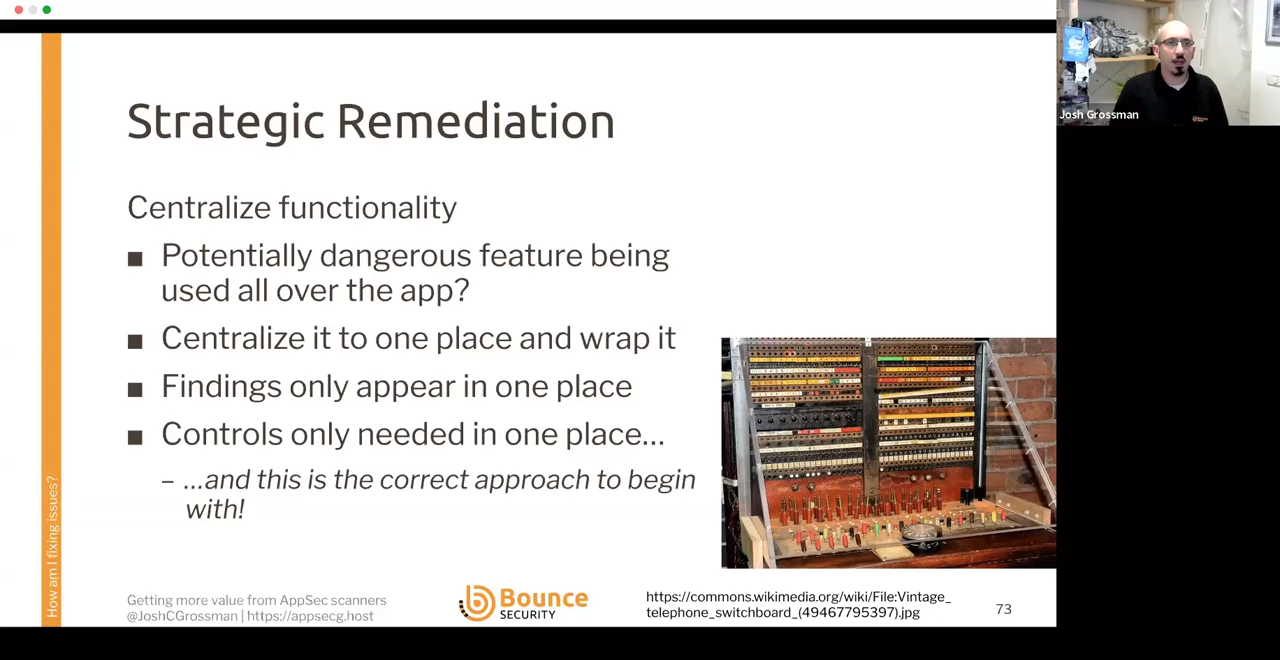 Josh Grossman
Strategic Remediation
Centralize functionality
■ Potentially dangerous feature being
used all over the app?
■ Centralize it to one place and wrap it
■ Findings only appear in one place
■ Controls only needed in one place…
– …and this is the correct approach to begin
with!
How am I fixing issues?
Getting more value from AppSec scanners
@JoshCGrossman | https://appsecg.host
Bounce
SECURITY
https://commons.wikimedia.org/wiki/File:Vintage_
telephone_switchboard_(49467795397).jpg
73